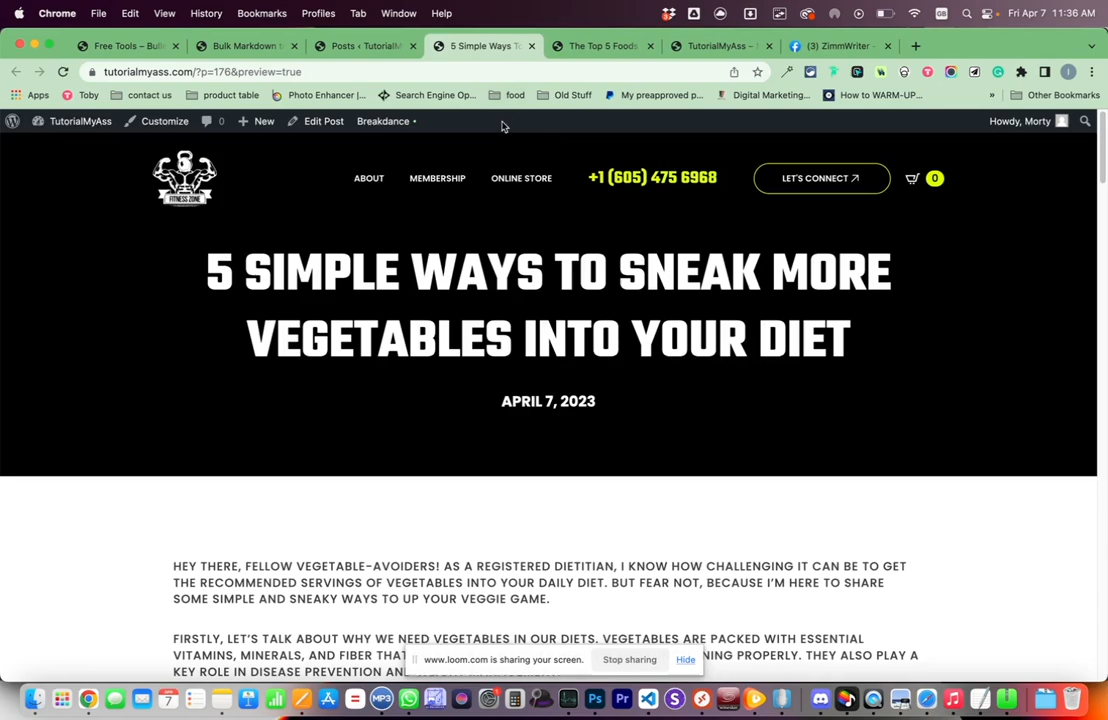 Chrome File Edit View History Bookmarks Profiles Tab Window Help GB Fri Apr 7 11:36 AM
Free Tools – Bulk Bulk Markdown to Posts ‹ TutorialM 5 Simple Ways To The Top 5 Foods TutorialMyAss – (3) ZimmWriter -
tutorialmyass.com/?p=176&preview=true
Apps Toby contact us product table Photo Enhancer |... Search Engine Op... food Old Stuff My preapproved p... Digital Marketing... How to WARM-UP... » Other Bookmarks
TutorialMyAss Customize 0 New Edit Post Breakdance Howdy, Morty
ABOUT MEMBERSHIP ONLINE STORE +1 (605) 475 6968 LET'S CONNECT 0
FITNESS ZONE
5 SIMPLE WAYS TO SNEAK MORE
VEGETABLES INTO YOUR DIET
APRIL 7, 2023
HEY THERE, FELLOW VEGETABLE-AVOIDERS! AS A REGISTERED DIETITIAN, I KNOW HOW CHALLENGING IT CAN BE TO GET
THE RECOMMENDED SERVINGS OF VEGETABLES INTO YOUR DAILY DIET. BUT FEAR NOT, BECAUSE I'M HERE TO SHARE
SOME SIMPLE AND SNEAKY WAYS TO UP YOUR VEGGIE GAME.
FIRSTLY, LET'S TALK ABOUT WHY WE NEED VEGETABLES IN OUR DIETS. VEGETABLES ARE PACKED WITH ESSENTIAL
VITAMINS, MINERALS, AND FIBER THAT NING PROPERLY. THEY ALSO PLAY A
KEY ROLE IN DISEASE PREVENTION AN
www.loom.com is sharing your screen. Stop sharing Hide